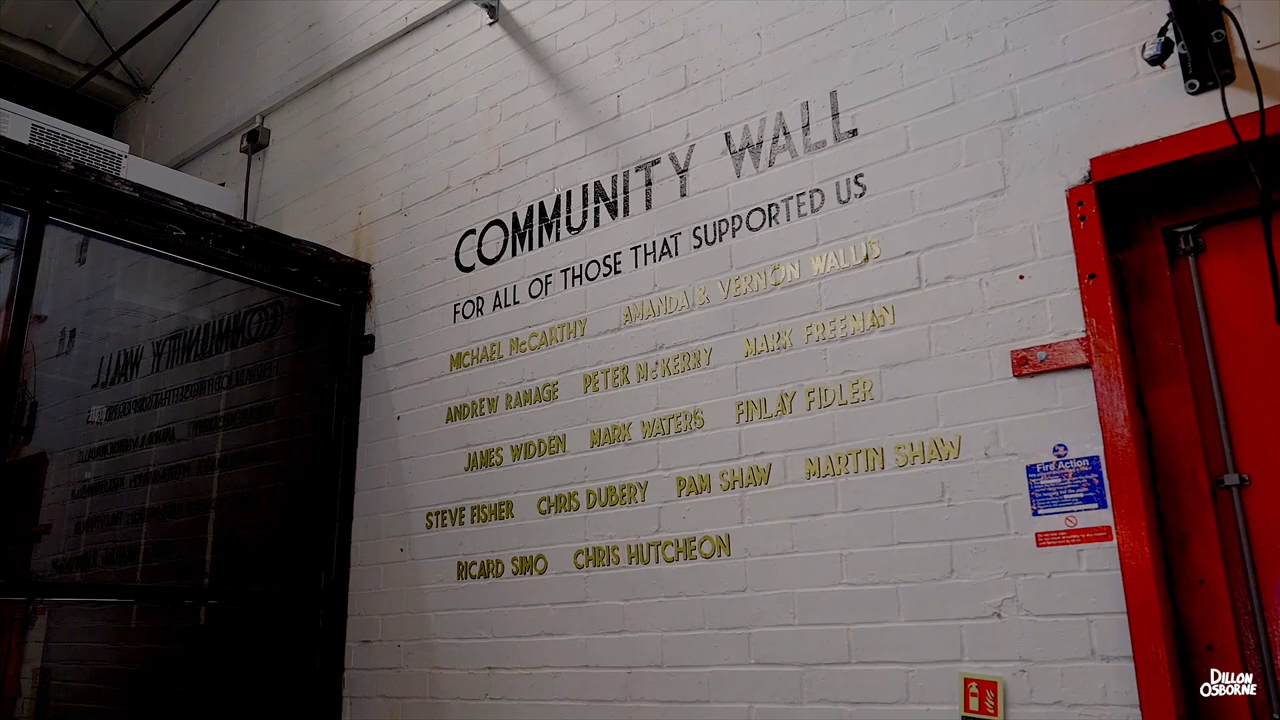 COMMUNITY WALL
FOR ALL OF THOSE THAT SUPPORTED US
MICHAEL McCARTHY AMANDA & VERNON WALLIS
ANDREW RAMAGE PETER McKERRY MARK FREEMAN
JAMES WIDDEN MARK WATERS FINLAY FIDLER
STEVE FISHER CHRIS DUBERY PAM SHAW MARTIN SHAW
RICARD SIMO CHRIS HUTCHEON
Fire Action
DILLON
OSBORNE